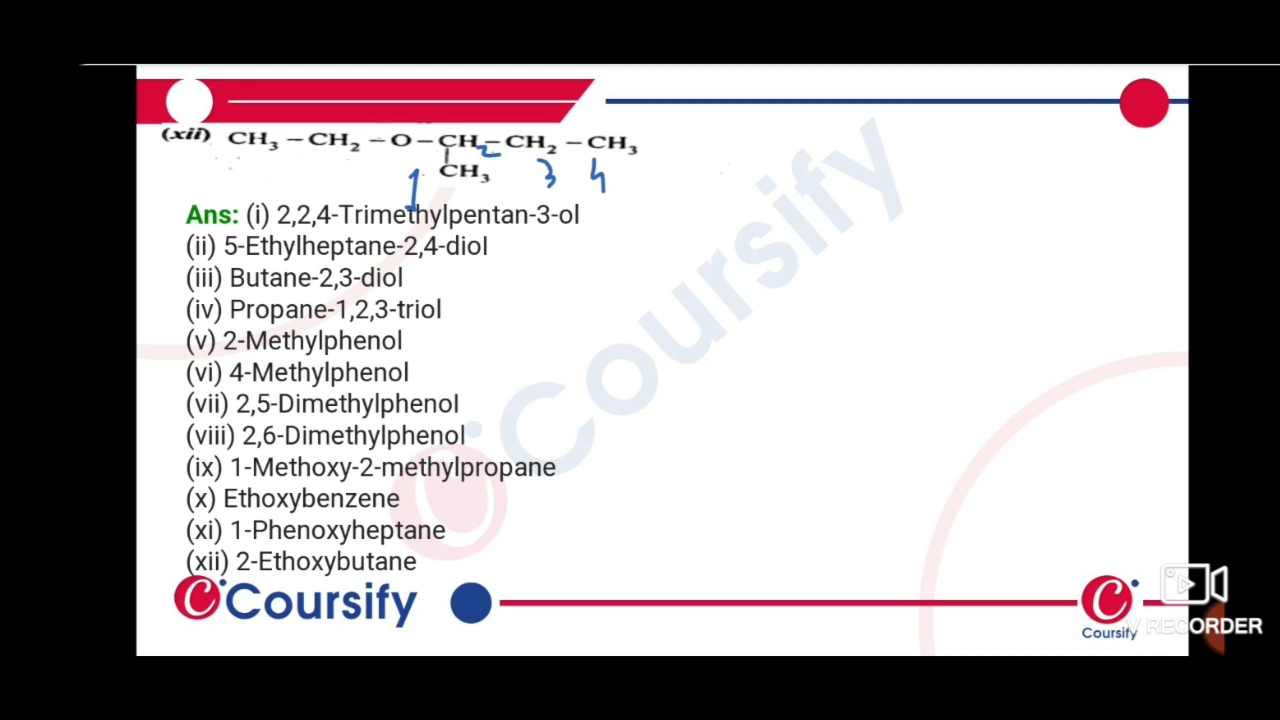 (xii) CH₃ – CH₂ – O – CH – CH₂ – CH₃
2
CH₃
1 3 4
Ans: (i) 2,2,4-Trimethylpentan-3-ol
(ii) 5-Ethylheptane-2,4-diol
(iii) Butane-2,3-diol
(iv) Propane-1,2,3-triol
(v) 2-Methylphenol
(vi) 4-Methylphenol
(vii) 2,5-Dimethylphenol
(viii) 2,6-Dimethylphenol
(ix) 1-Methoxy-2-methylpropane
(x) Ethoxybenzene
(xi) 1-Phenoxyheptane
(xii) 2-Ethoxybutane
Coursify
Coursify
Coursify
V RECORDER